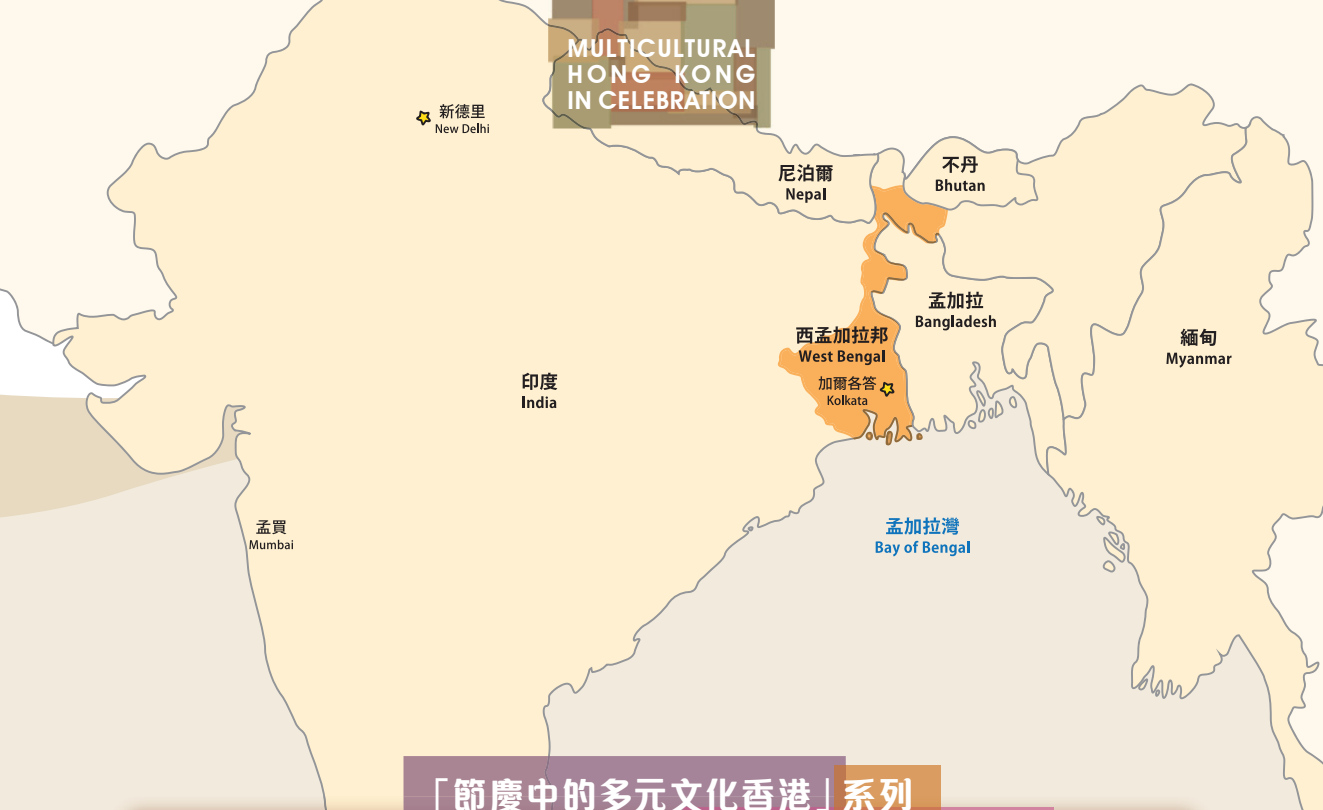 MULTICULTURAL
HONG KONG
IN CELEBRATION
新德里
New Delhi
尼泊爾
Nepal
不丹
Bhutan
孟加拉
Bangladesh
西孟加拉邦
West Bengal
緬甸
Myanmar
印度
India
加爾各答
Kolkata
孟買
Mumbai
孟加拉灣
Bay of Bengal
「節慶中的多元文化香港」系列